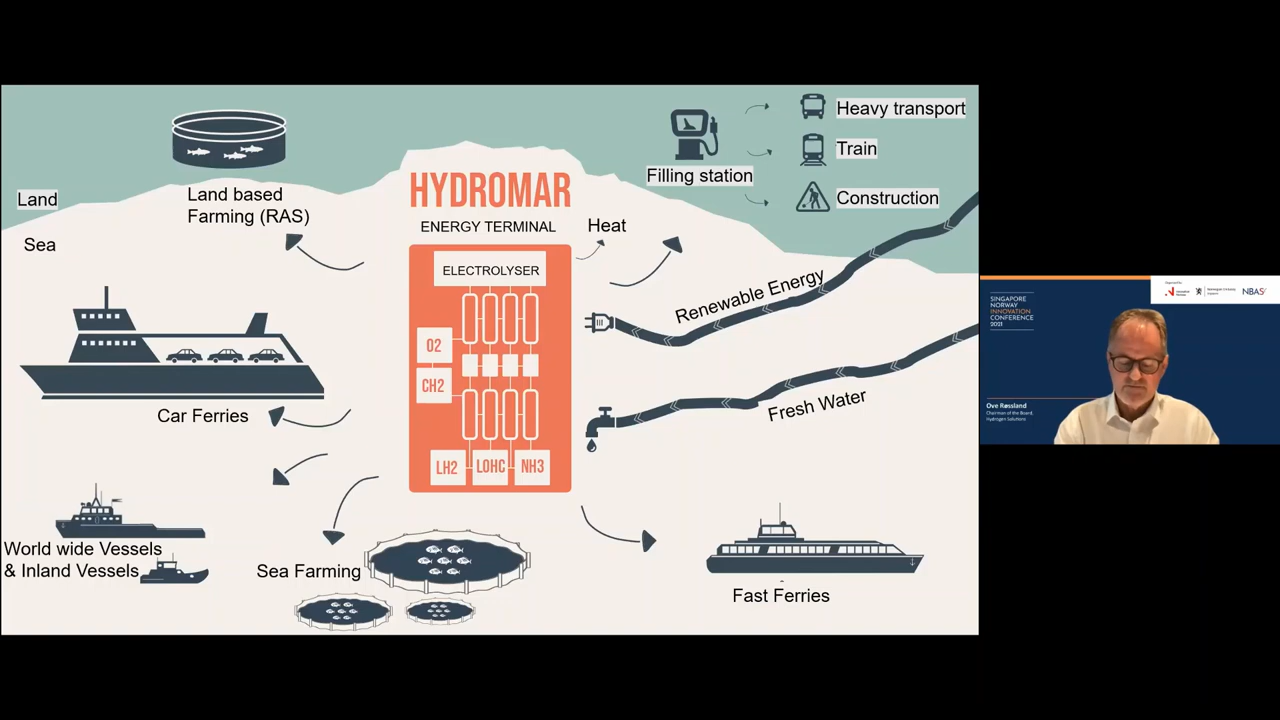 Land
Sea
Land based
Farming (RAS)
HYDROMAR
ENERGY TERMINAL
Heat
ELECTROLYSER
O2
CH2
LH2
LOHC
NH3
Filling station
Heavy transport
Train
Construction
Renewable Energy
Fresh Water
Car Ferries
World wide Vessels
& Inland Vessels
Sea Farming
Fast Ferries
SINGAPORE
NORWAY
INNOVATION
CONFERENCE
2021
NBAS
Ove Røssland
Chairman of the Board,
Hydrogen Solutions